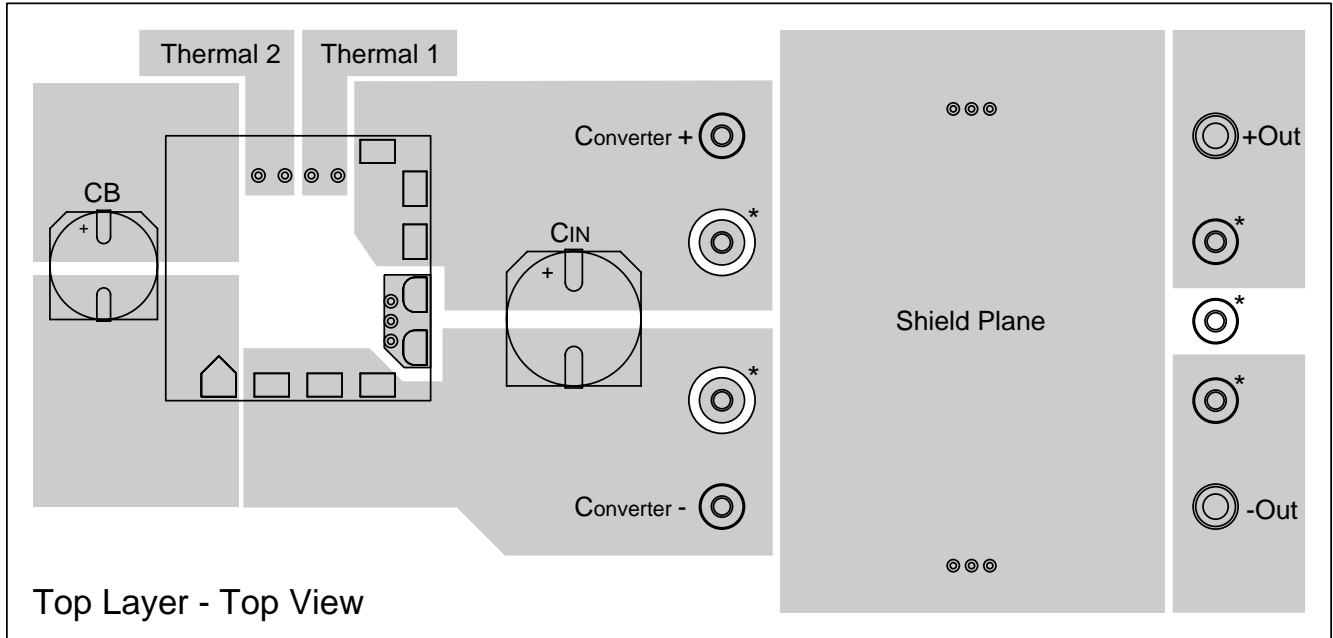 Thermal 2
Thermal 1
Converter +
+Out
*
*
CB
+
CIN
+
*
Shield Plane
*
*
Converter -
-Out
Top Layer - Top View